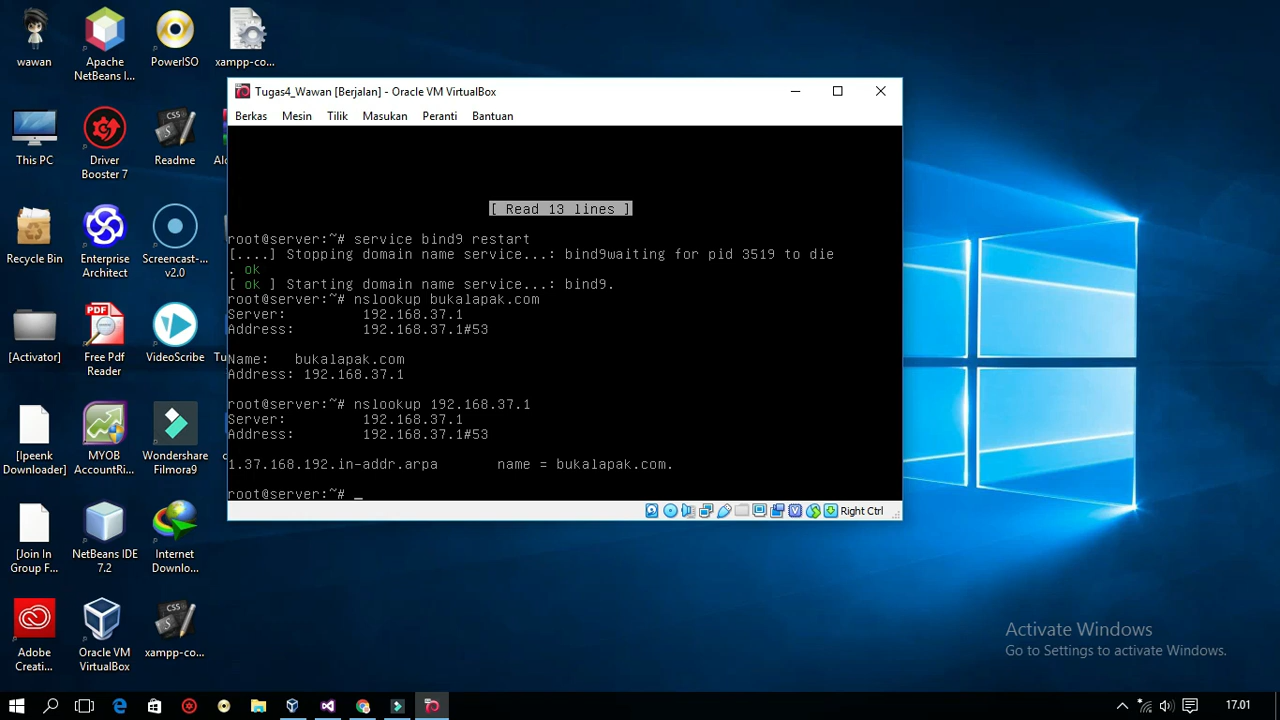 wawan
Apache
NetBeans I...
PowerISO
xampp-co...
This PC
Driver
Booster 7
Readme
Recycle Bin
Enterprise
Architect
Screencast-...
v2.0
[Activator]
Free Pdf
Reader
VideoScribe
[Ipeenk
Downloader]
MYOB
AccountRi...
Wondershare
Filmora9
[Join In
Group F...
NetBeans IDE
7.2
Internet
Downlo...
Adobe
Creati...
Oracle VM
VirtualBox
xampp-co...
Tugas4_Wawan [Berjalan] - Oracle VM VirtualBox
Berkas Mesin Tilik Masukan Peranti Bantuan
[ Read 13 lines ]
root@server:~# service bind9 restart
[....] Stopping domain name service...: bind9waiting for pid 3519 to die
. ok
[ ok ] Starting domain name service...: bind9.
root@server:~# nslookup bukalapak.com
Server: 192.168.37.1
Address: 192.168.37.1#53
Name: bukalapak.com
Address: 192.168.37.1
root@server:~# nslookup 192.168.37.1
Server: 192.168.37.1
Address: 192.168.37.1#53
1.37.168.192.in-addr.arpa name = bukalapak.com.
root@server:~# _
Right Ctrl
Activate Windows
Go to Settings to activate Windows.
17.01